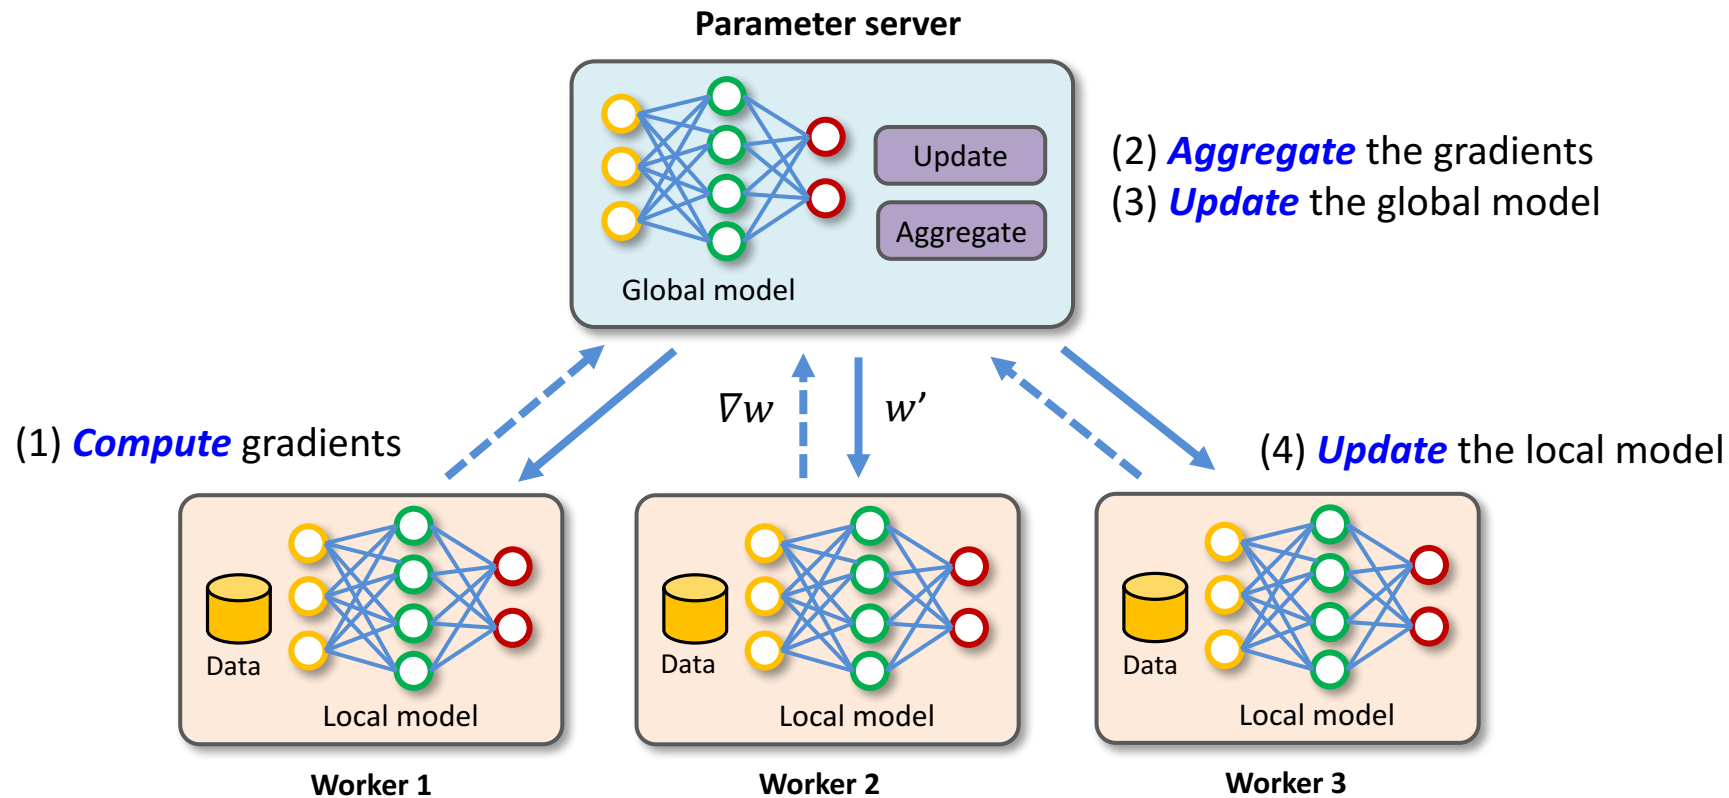 Parameter server
Update
Aggregate
Global model
(2) Aggregate the gradients
(3) Update the global model
∇w
w’
(1) Compute gradients
(4) Update the local model
Data
Local model
Worker 1
Data
Local model
Worker 2
Data
Local model
Worker 3